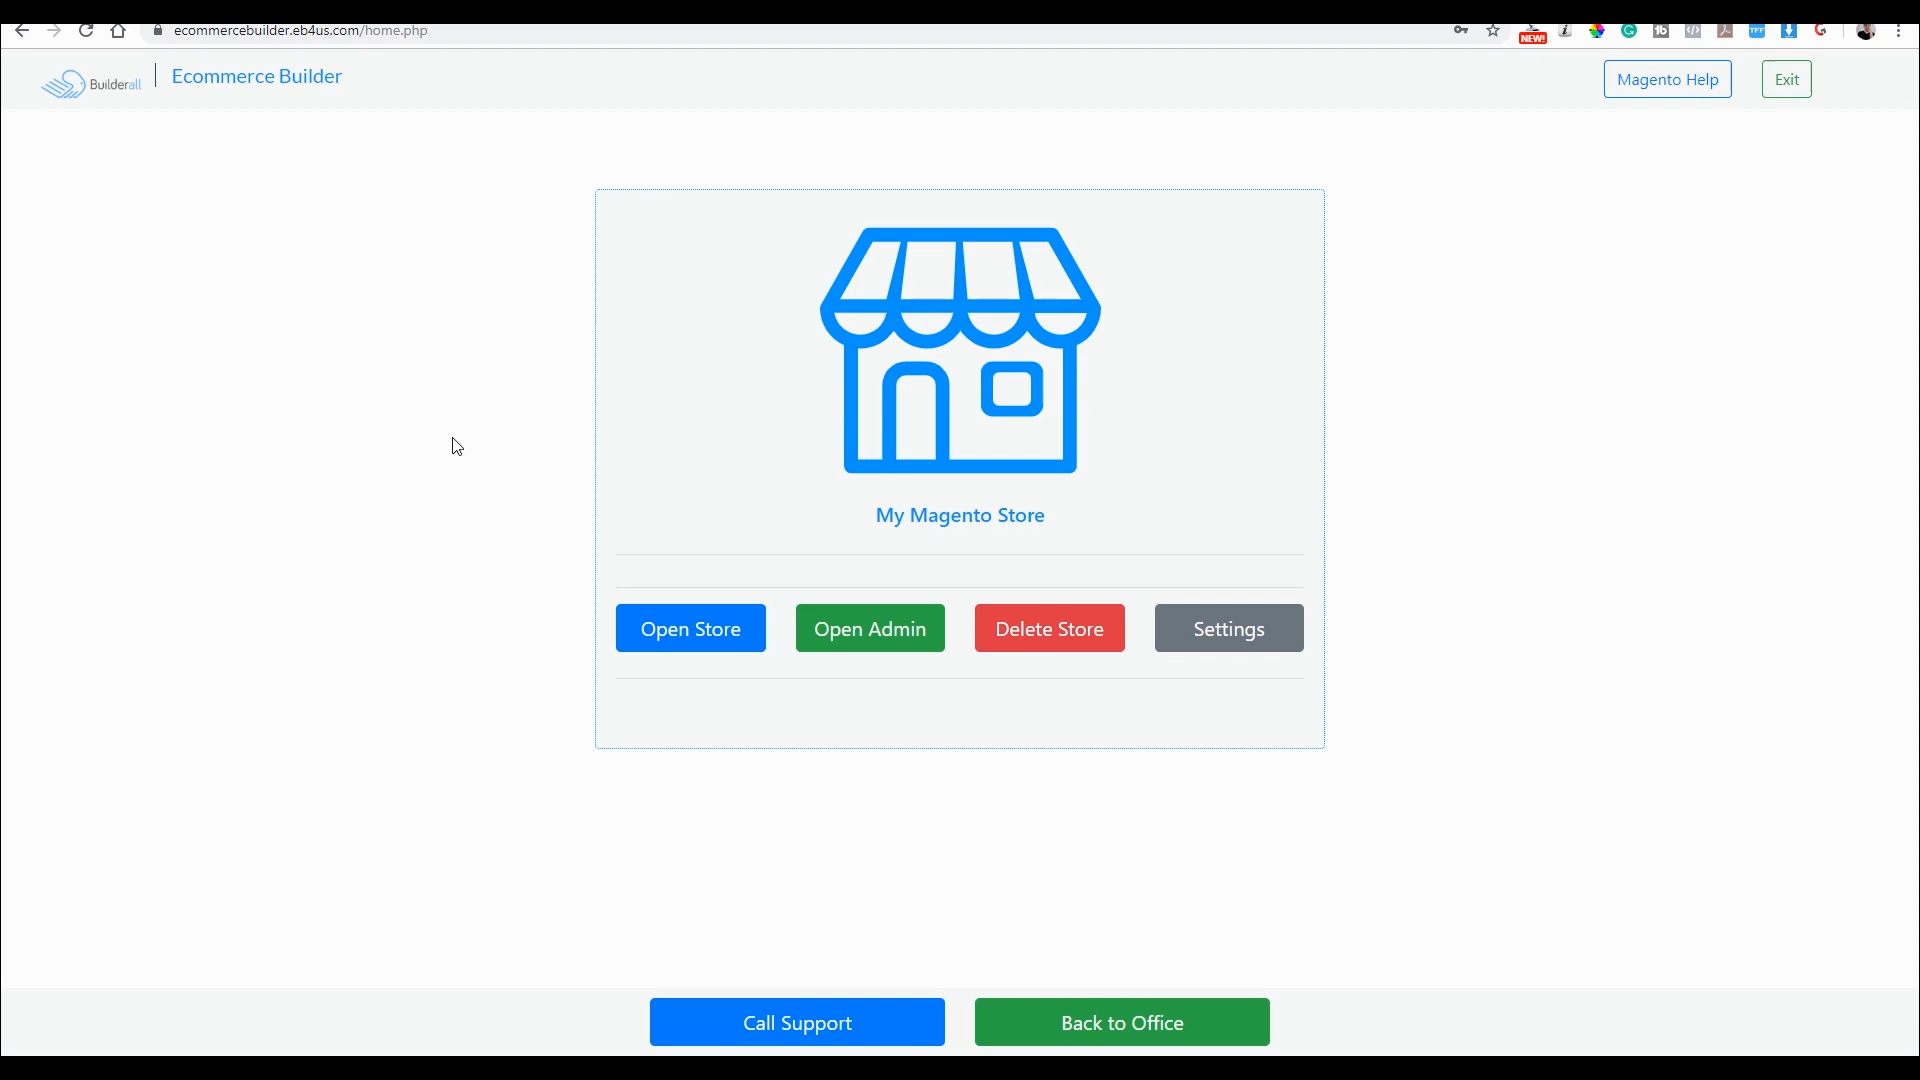 ecommercebuilder.eb4us.com/home.php
NEW!
Builderall
Ecommerce Builder
Magento Help
Exit
My Magento Store
Open Store
Open Admin
Delete Store
Settings
Call Support
Back to Office